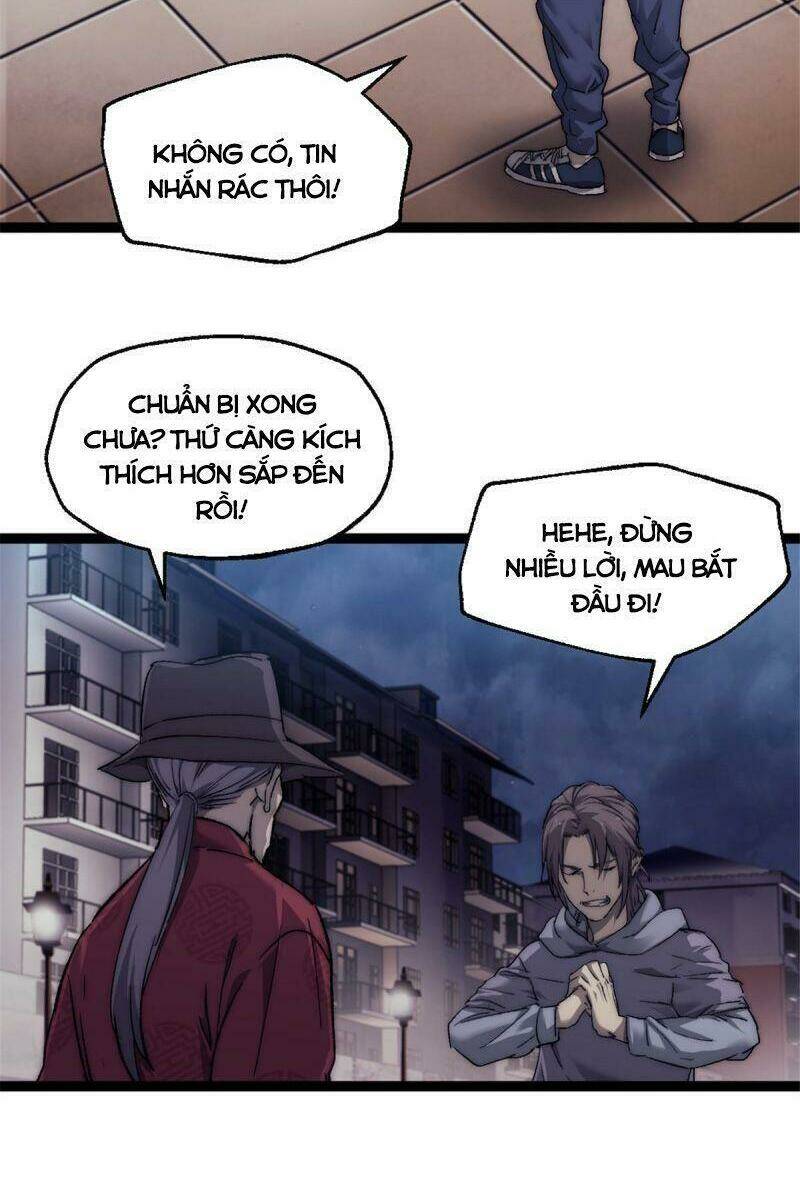 KHÔNG CÓ, TIN
NHẮN RÁC THÔI!
CHUẨN BỊ XONG
CHƯA? THỨ CÀNG KÍCH
THÍCH HƠN SẮP ĐẾN
RỒI!
HEHE, ĐỪNG
NHIỀU LỜI, MAU BẮT
ĐẦU ĐI!